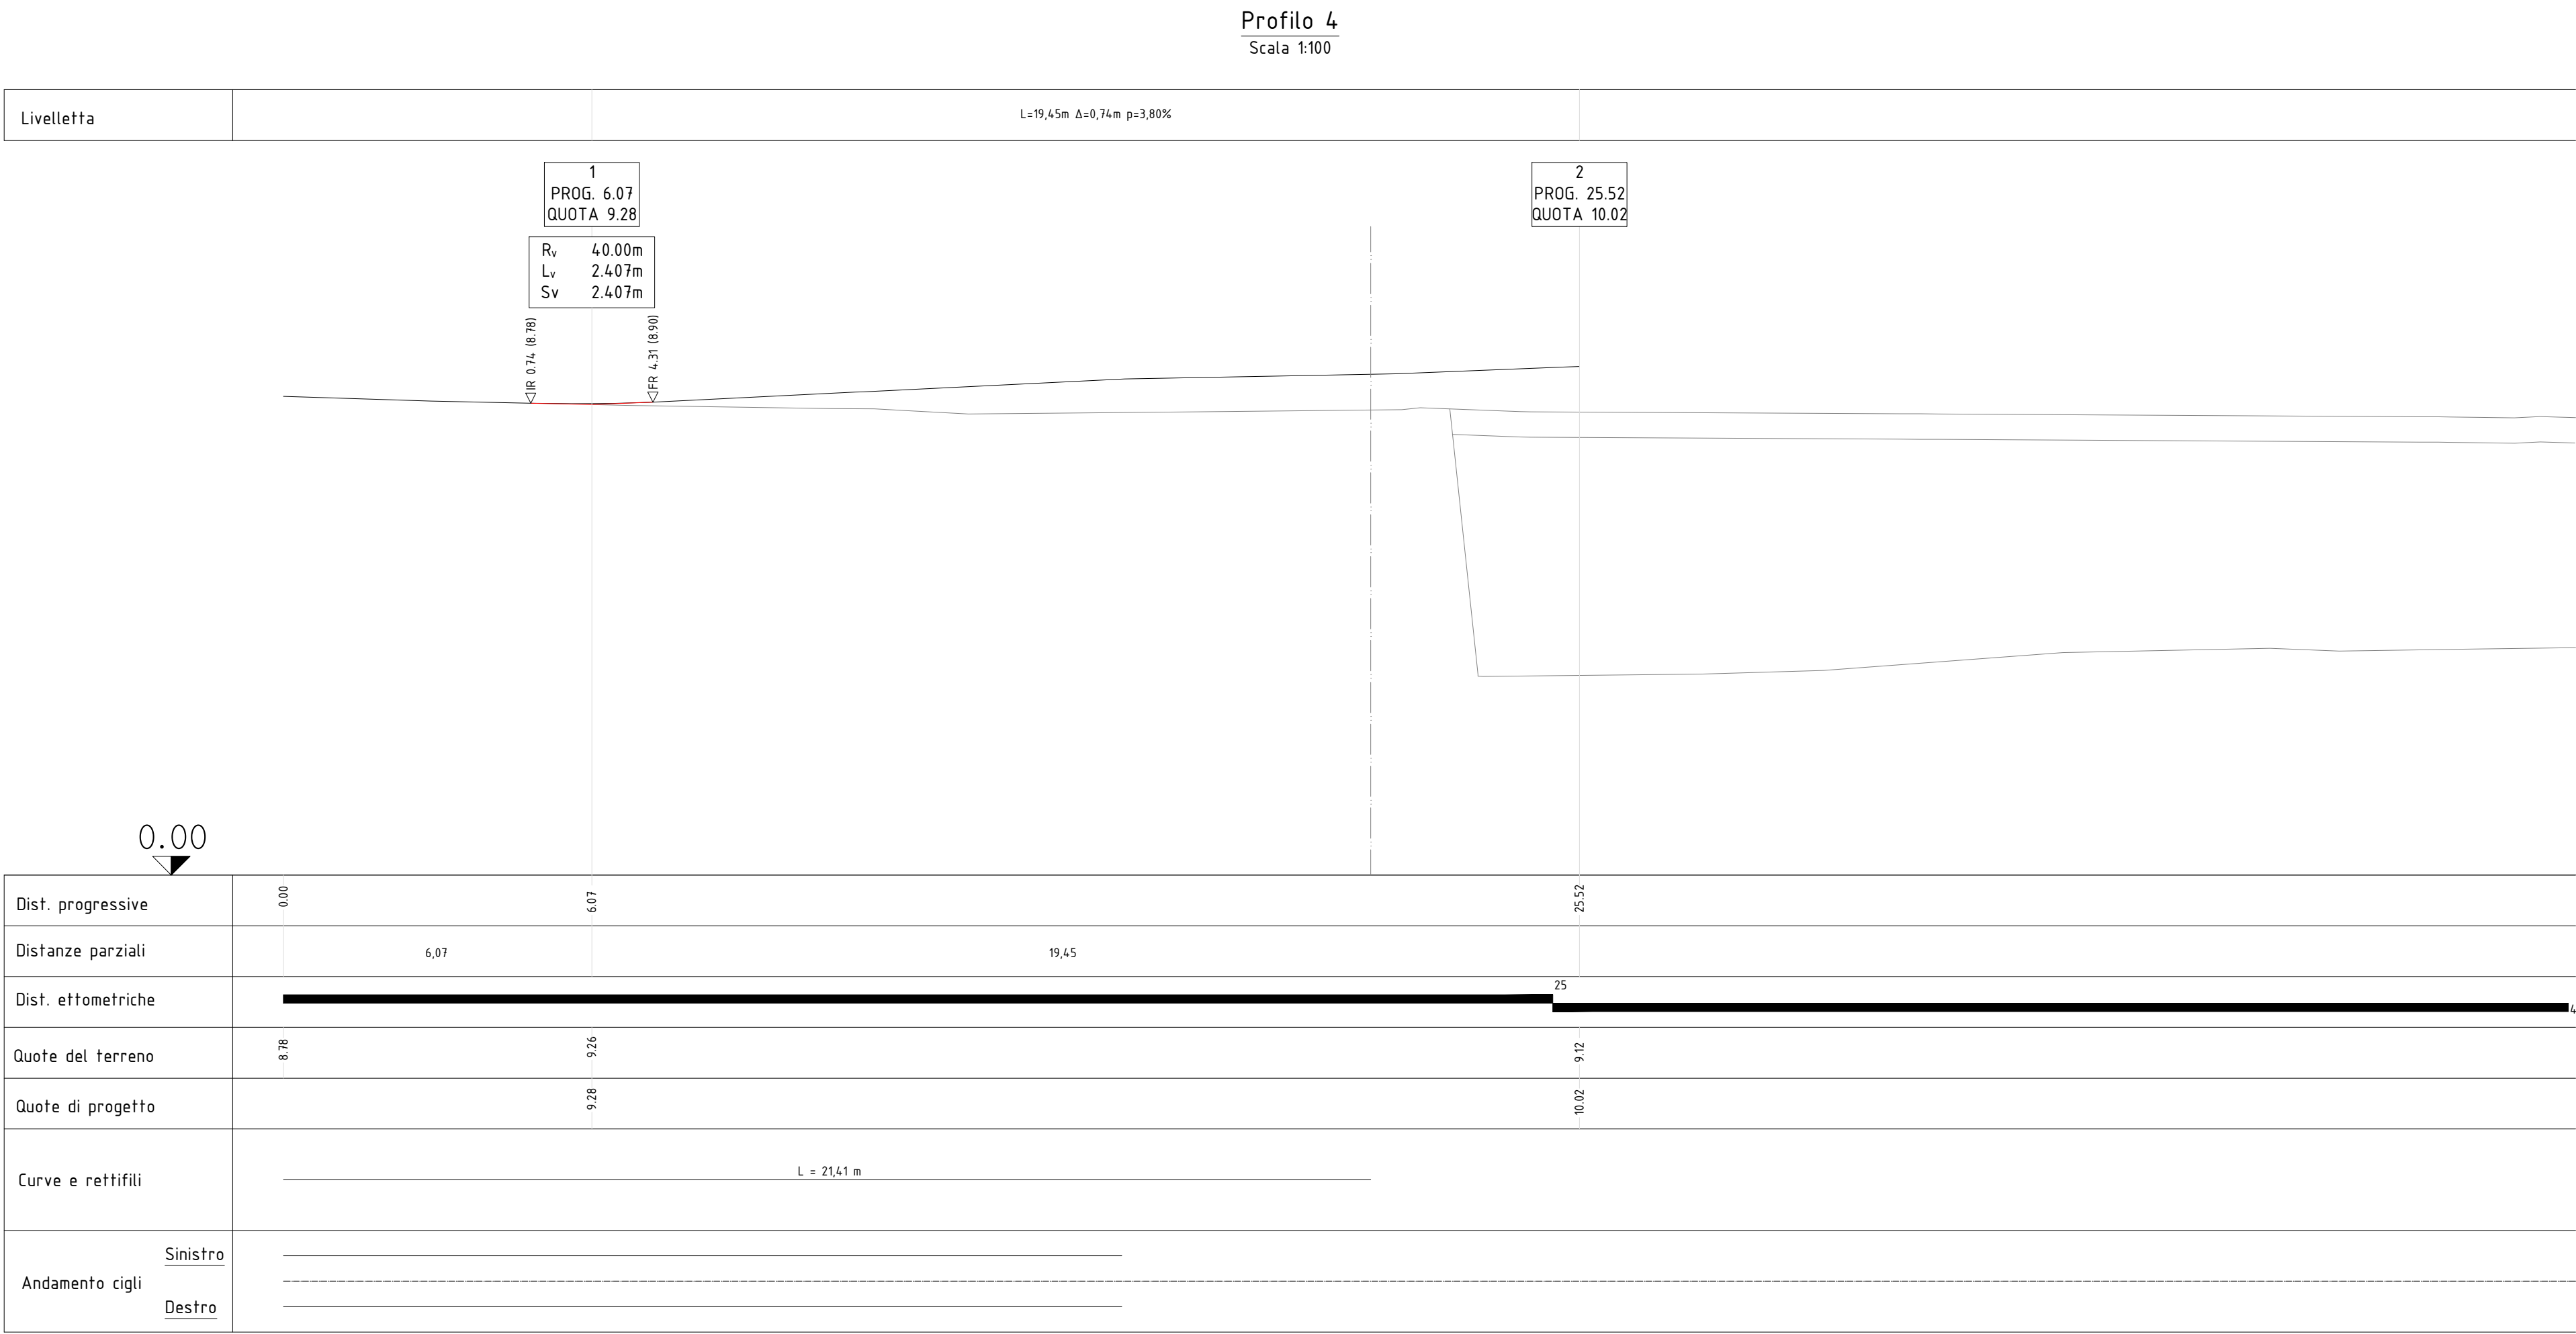 Profilo 4
Scala 1:100
Livelletta
L=19,45m Δ=0,74m p=3,80%
1
PROG. 6.07
QUOTA 9.28
2
PROG. 25.52
QUOTA 10.02
Rv 40.00m
Lv 2.407m
Sv 2.407m
IR 0.74 (8.78)
FR 4.31 (8.90)
0.00
Dist. progressive
0.00
6.07
25.52
Distanze parziali
6,07
19,45
Dist. ettometriche
25
4
Quote del terreno
8.78
9.26
9.12
Quote di progetto
9.28
10.02
Curve e rettifili
L = 21,41 m
Sinistro
Andamento cigli
Destro